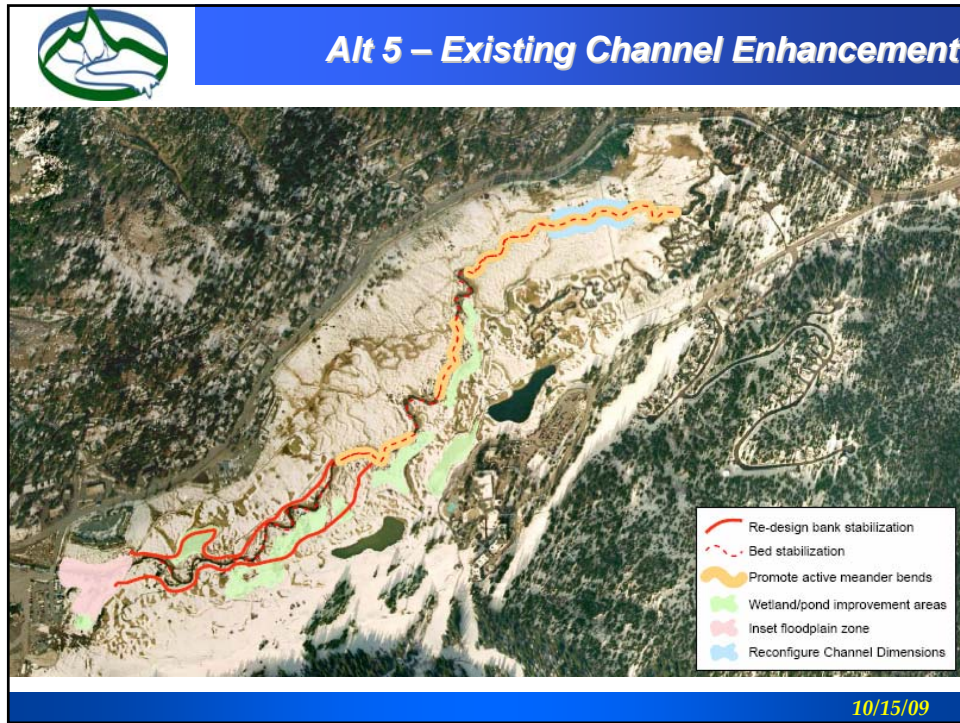 Alt 5 – Existing Channel Enhancement
Re-design bank stabilization
Bed stabilization
Promote active meander bends
Wetland/pond improvement areas
Inset floodplain zone
Reconfigure Channel Dimensions
10/15/09